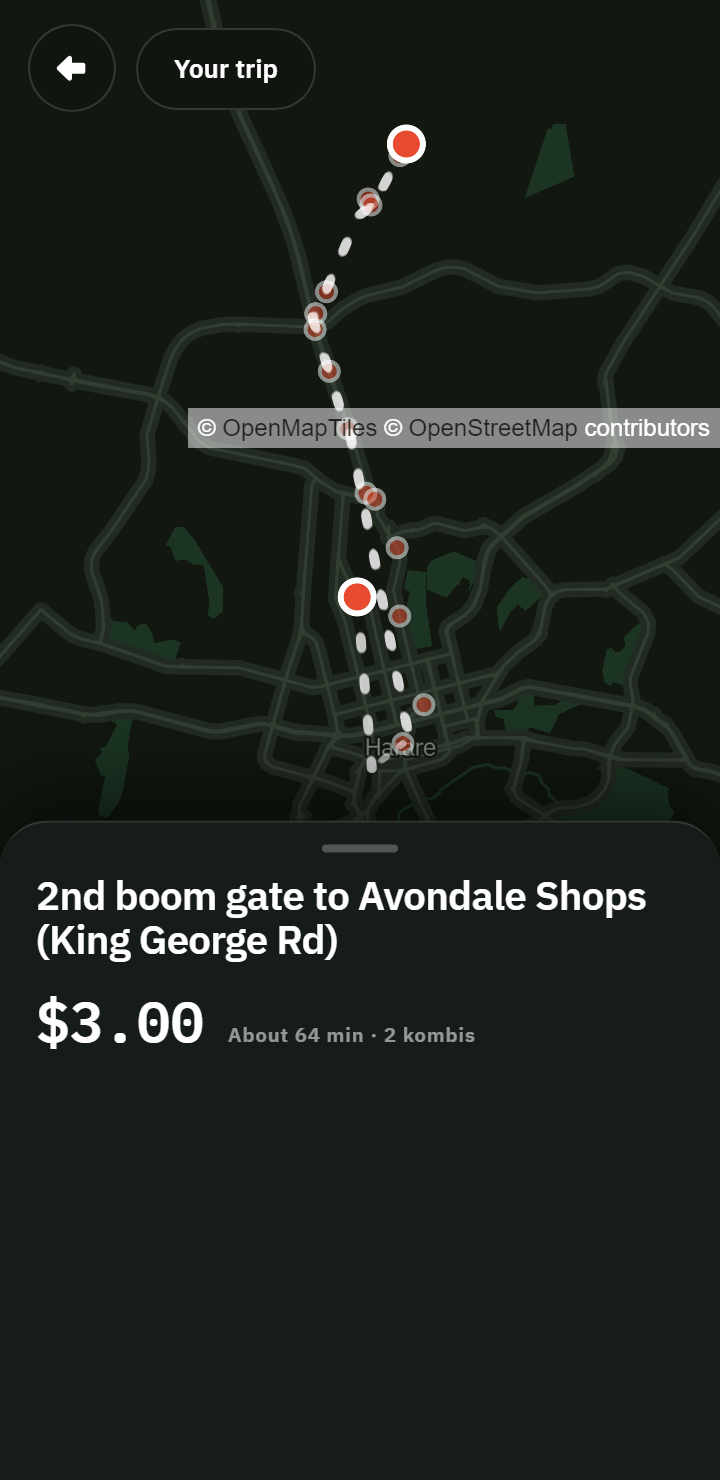 Your trip
© OpenMapTiles © OpenStreetMap contributors
Harare
2nd boom gate to Avondale Shops
(King George Rd)
$3.00 About 64 min · 2 kombis